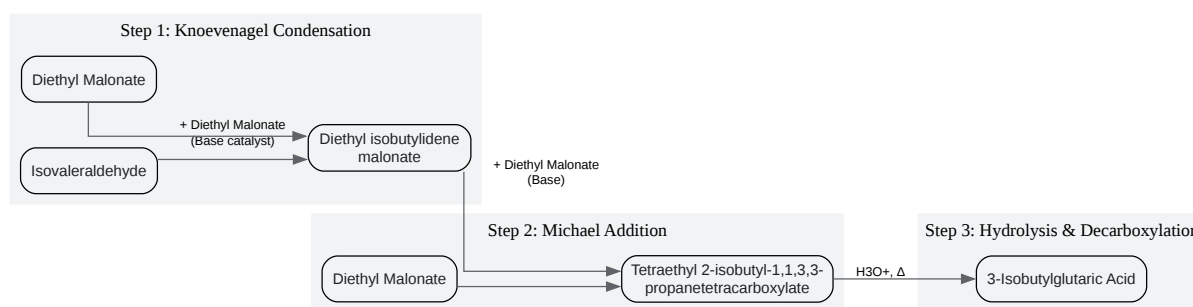 Step 1: Knoevenagel Condensation
Diethyl Malonate
+ Diethyl Malonate
(Base catalyst)
Isovaleraldehyde
Diethyl isobutylidene
malonate
+ Diethyl Malonate
(Base)
Step 2: Michael Addition
Diethyl Malonate
Tetraethyl 2-isobutyl-1,1,3,3-
propanetetracarboxylate
H3O+, Δ
Step 3: Hydrolysis & Decarboxylation
3-Isobutylglutaric Acid